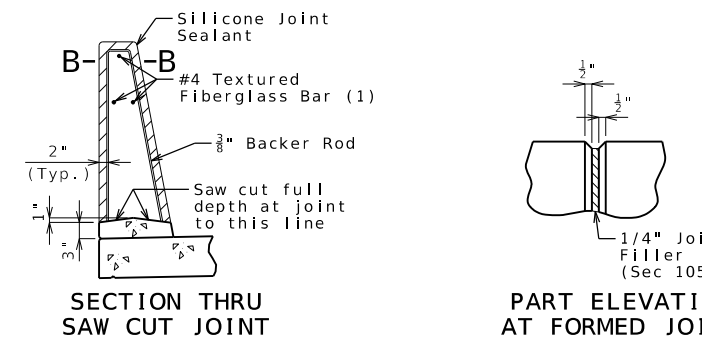 Silicone Joint
Sealant
B- -B
#4 Textured
Fiberglass Bar (1)
3/8" Backer Rod
2"
(Typ.)
Saw cut full
depth at joint
to this line
1"
3"
SECTION THRU
SAW CUT JOINT
1/2"
1/2"
1/4" Joi
Filler
(Sec 105
PART ELEVATI
AT FORMED JOI